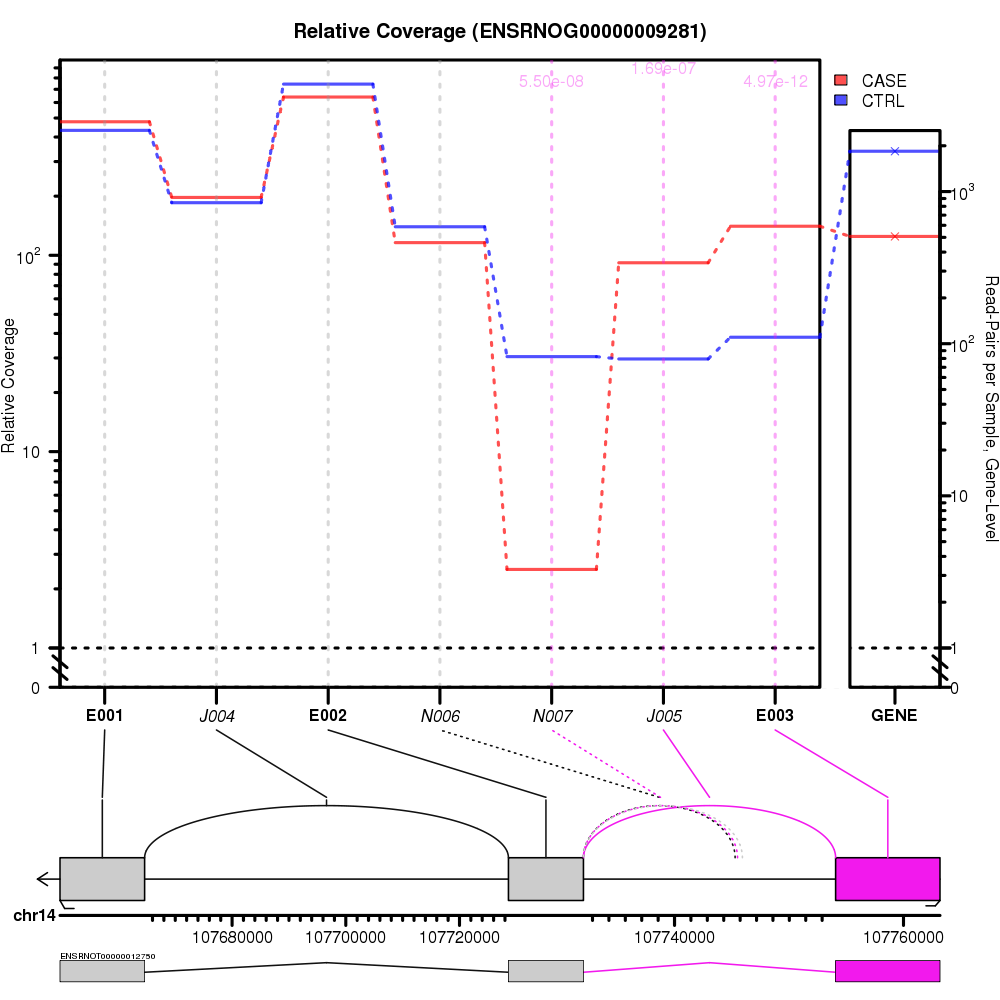 Relative Coverage (ENSRNOG00000009281)
5.50e-08
1.69e-07
4.97e-12
CASE
CTRL
10^3
10^2
10^2
10
10
1
1
0
0
Relative Coverage
Read-Pairs per Sample, Gene-Level
E001 J004 E002 N006 N007 J005 E003 GENE
chr14
107680000 107700000 107720000 107740000 107760000
ENSRNOT00000012750